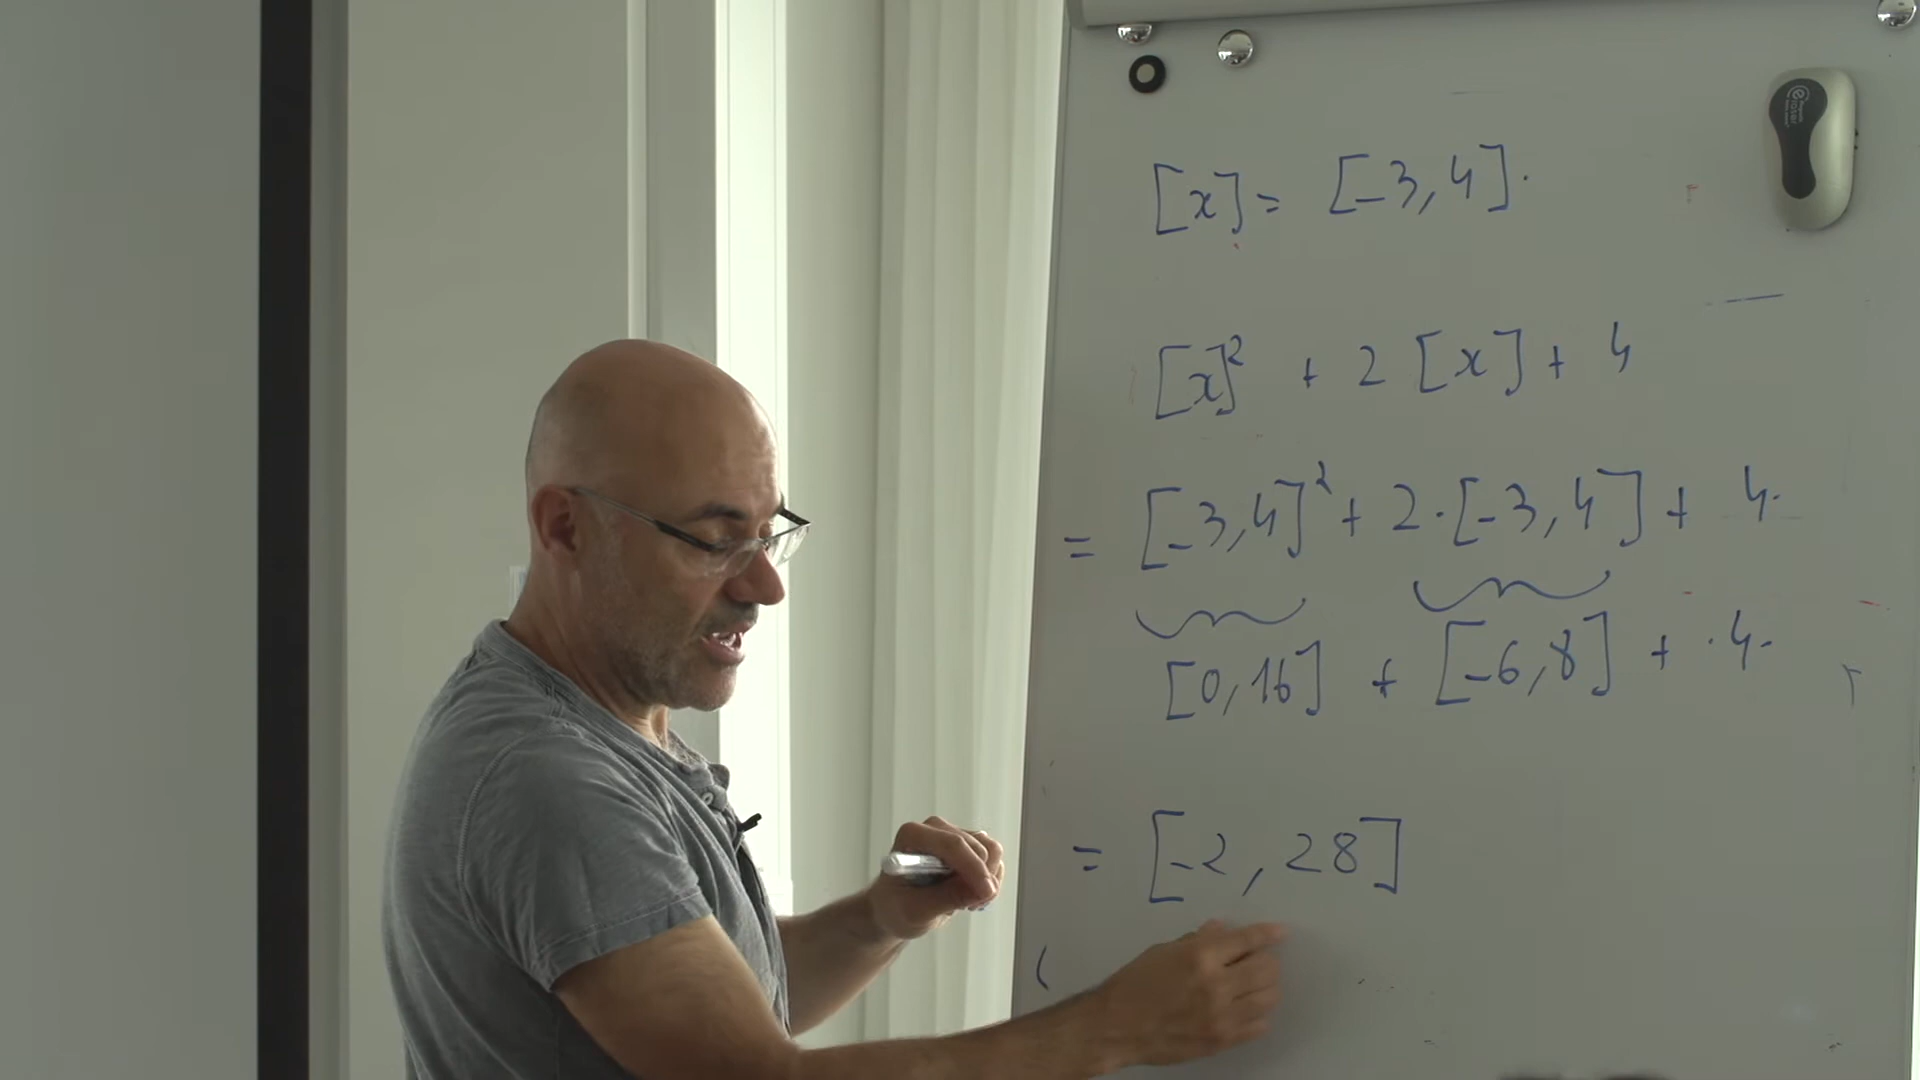 [x] = [-3, 4].
[x]² + 2 [x] + 4
= [-3, 4]² + 2 · [-3, 4] + 4.
[0, 16] + [-6, 8] + · 4.
= [-2, 28]
(